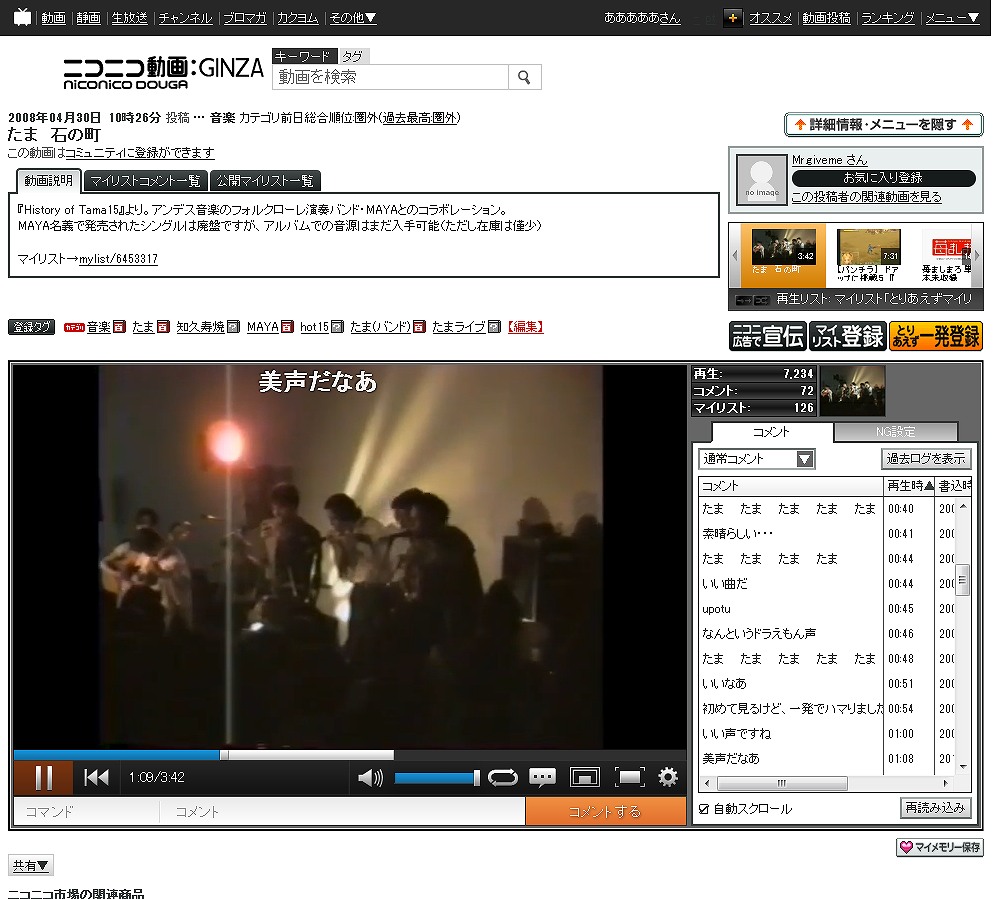 動画 静画 生放送 チャンネル ブロマガ カクヨム その他▼ あああああさん オススメ 動画投稿 ランキング メニュー▼
ニコニコ動画:GINZA
niconico DOUGA
キーワード タグ
動画を検索
2008年04月30日 10時26分 投稿 … 音楽 カテゴリ前日総合順位:圏外(過去最高:圏外)
たま 石の町
この動画はコミュニティに登録ができます
詳細情報・メニューを隠す
no image
Mrgiveme さん
お気に入り登録
この投稿者の関連動画を見る
動画説明 マイリストコメント一覧 公開マイリスト一覧
『History of Tama15』より。アンデス音楽のフォルクローレ演奏バンド・MAYAとのコラボレーション。
MAYA名義で発売されたシングルは廃盤ですが、アルバムでの音源はまだ入手可能(ただし在庫は僅少)
マイリスト→mylist/6453317
3:42
たま 石の町
7:31
再生リスト: マイリスト「とりあえずマイリ
登録タグ カテゴリ 音楽 たま 知久寿焼 MAYA hot15 たま(バンド) たまライブ 【編集】
ニコニ広告で宣伝 マイリスト登録 とりあえず一発登録
美声だなあ
再生: 7,234
コメント: 72
マイリスト: 126
コメント NG設定
通常コメント 過去ログを表示
コメント 再生時▲ 書込時
たま たま たま たま たま 00:40 200
素晴らしい・・・ 00:41 200
たま たま たま たま 00:44 200
いい曲だ 00:44 200
upotu 00:45 200
なんというドラえもん声 00:46 200
たま たま たま たま たま 00:48 200
いいなあ 00:51 200
初めて見るけど、一発でハマりました 00:54 200
いい声ですね 01:00 200
美声だなあ 01:08 201
自動スクロール 再読み込み
1:09/3:42
コマンド コメント コメントする
マイメモリー保存
共有▼
ニコニコ市場の関連商品